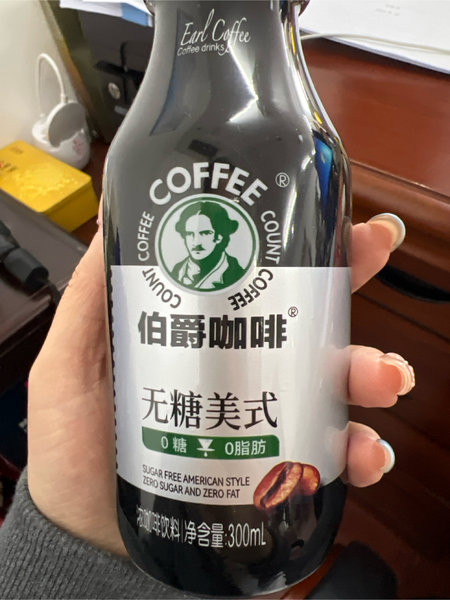 Earl Coffee
Coffee drinks
COFFEE®
COUNT COFFEE
COUNT COFFEE
伯爵咖啡®
无糖美式
0糖 0脂肪
SUGAR FREE AMERICAN STYLE
ZERO SUGAR AND ZERO FAT
浓咖啡饮料|净含量:300mL